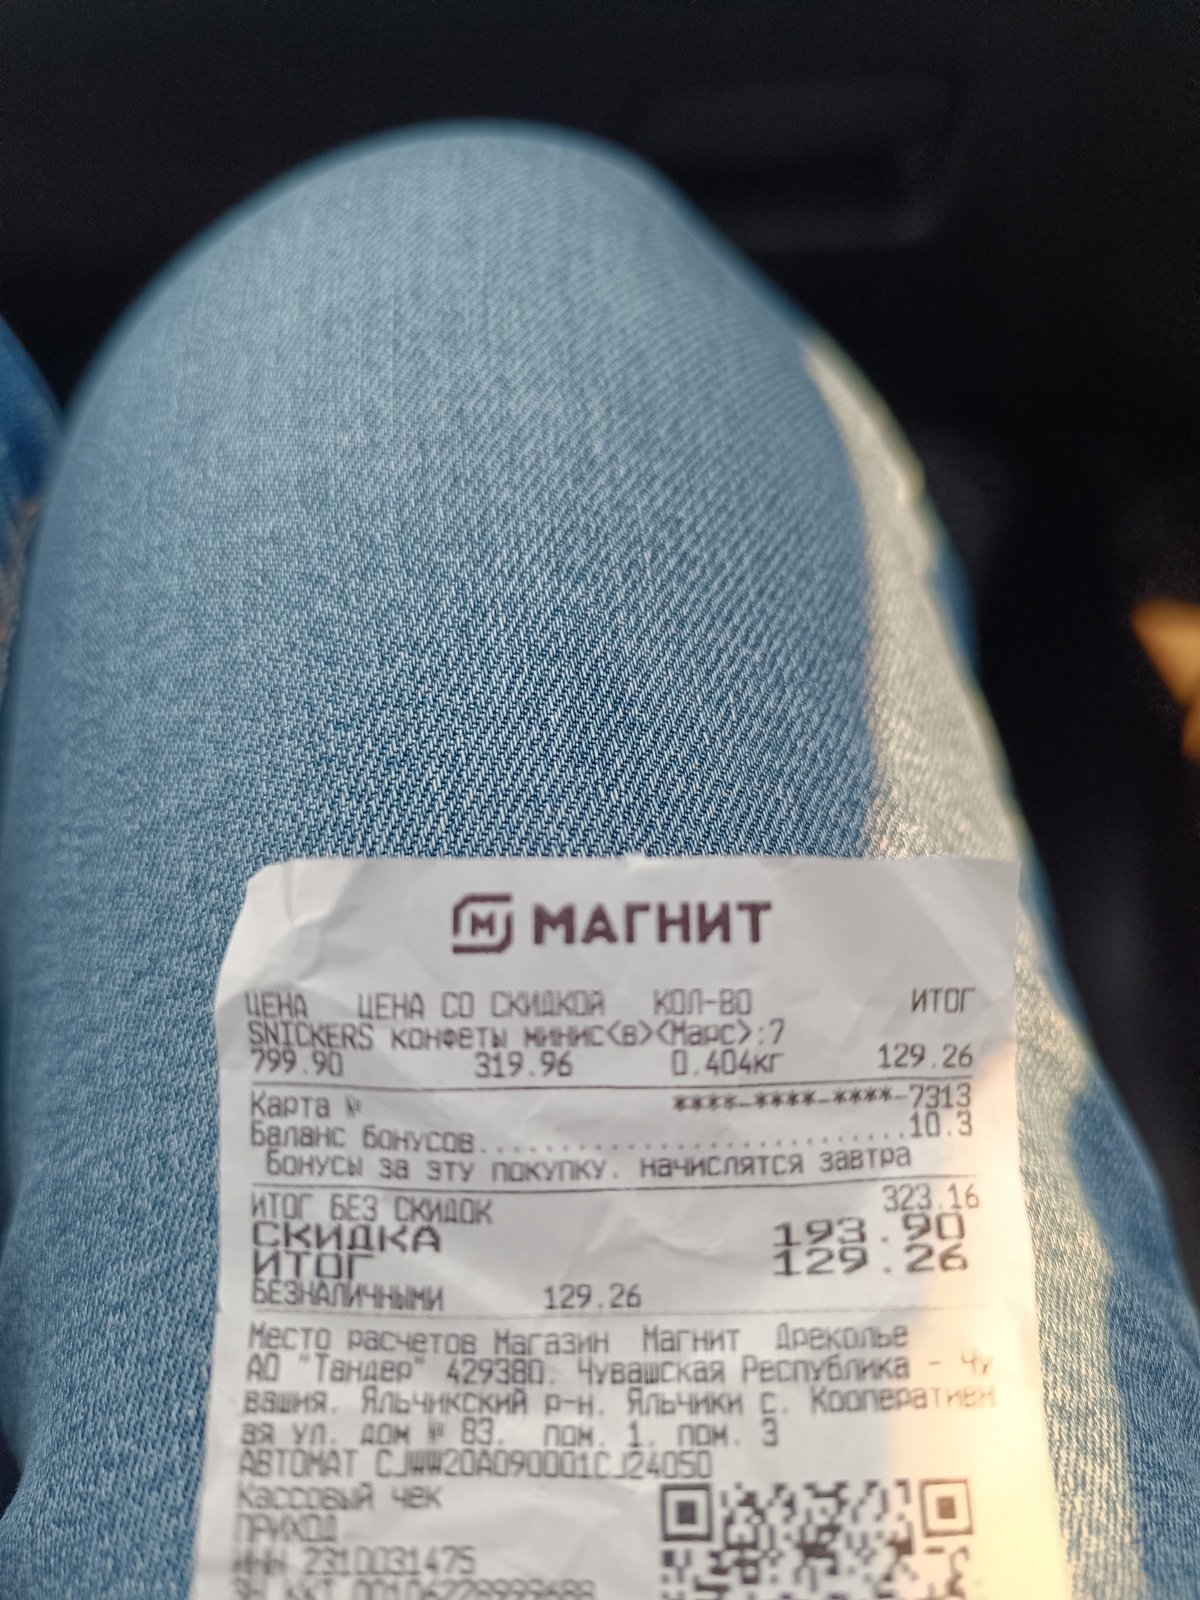 МАГНИТ
ЦЕНА ЦЕНА СО СКИДКОЙ КОЛ-ВО ИТОГ
SNICKERS конфеты минис(в)(Марс):7
799.90 319.96 0.404кг 129.26
Карта № ****-****-****-7313
Баланс бонусов..............................10.3
Бонусы за эту покупку. начислятся завтра
ИТОГ БЕЗ СКИДОК 323.16
СКИДКА 193.90
ИТОГ 129.26
БЕЗНАЛИЧНЫМИ 129.26
Место расчетов Магазин Магнит Дреколье
АО "Тандер" 429380. Чувашская Республика - Чу
вашия. Яльчикский р-н. Яльчики с. Кооператив
ая ул. дом № 83. пом. 1. пом. 3
АВТОМАТ CJWW20A090001CJ24050
Кассовый чек
ПРИХОД
ИНН 2310031475
ЗН ККТ